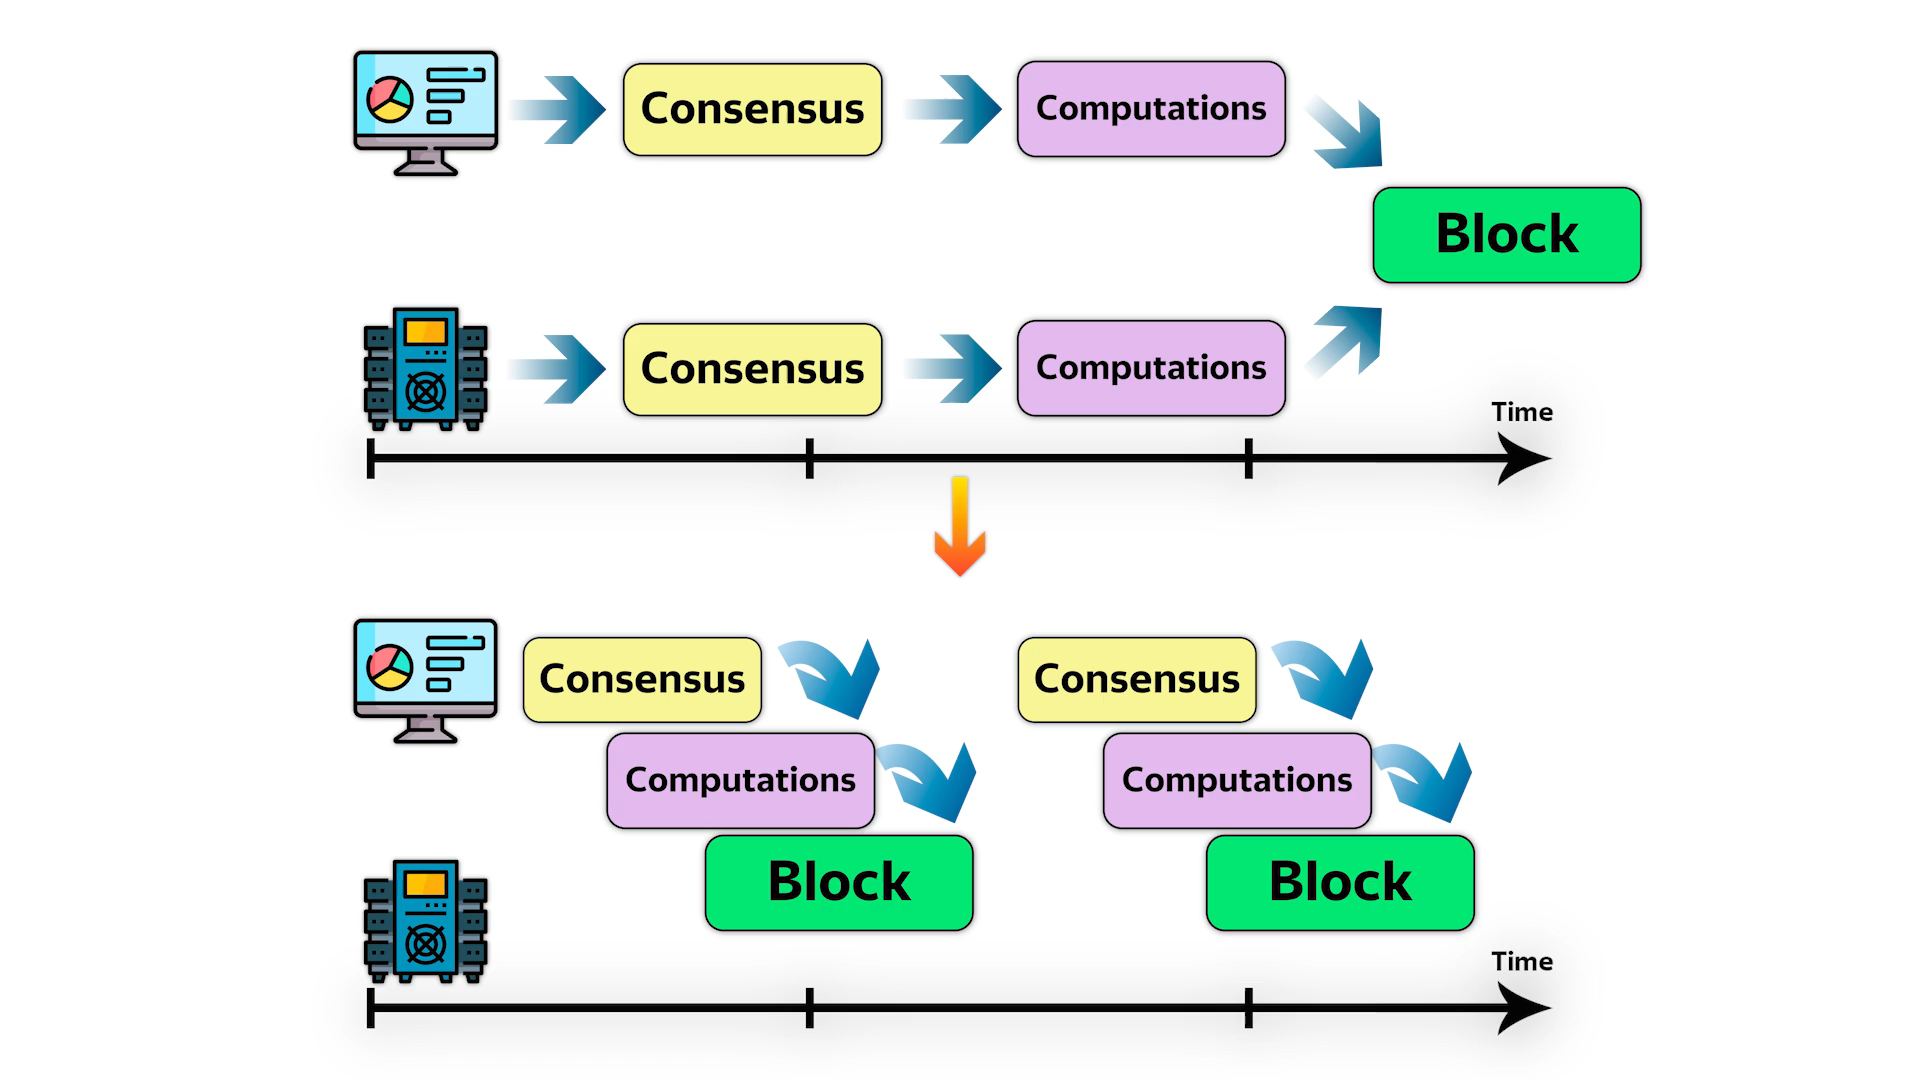 Consensus
Computations
Block
Consensus
Computations
Time
Consensus
Consensus
Computations
Computations
Block
Block
Time